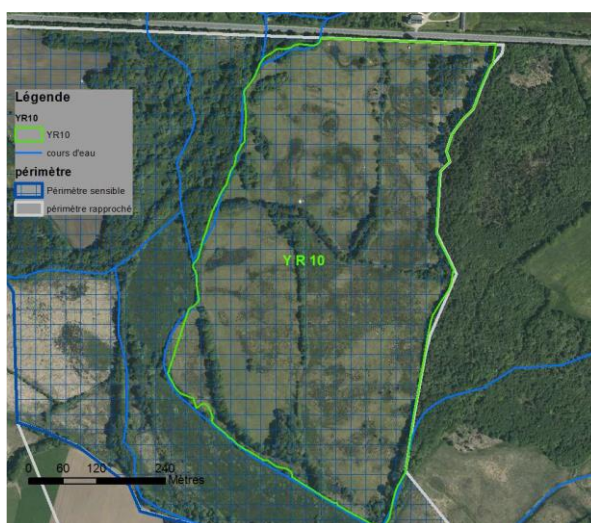 Légende
YR10
YR10
cours d'eau
périmètre
Périmètre sensible
périmètre rapproché
Y R 10
0 60 120 240
Mètres